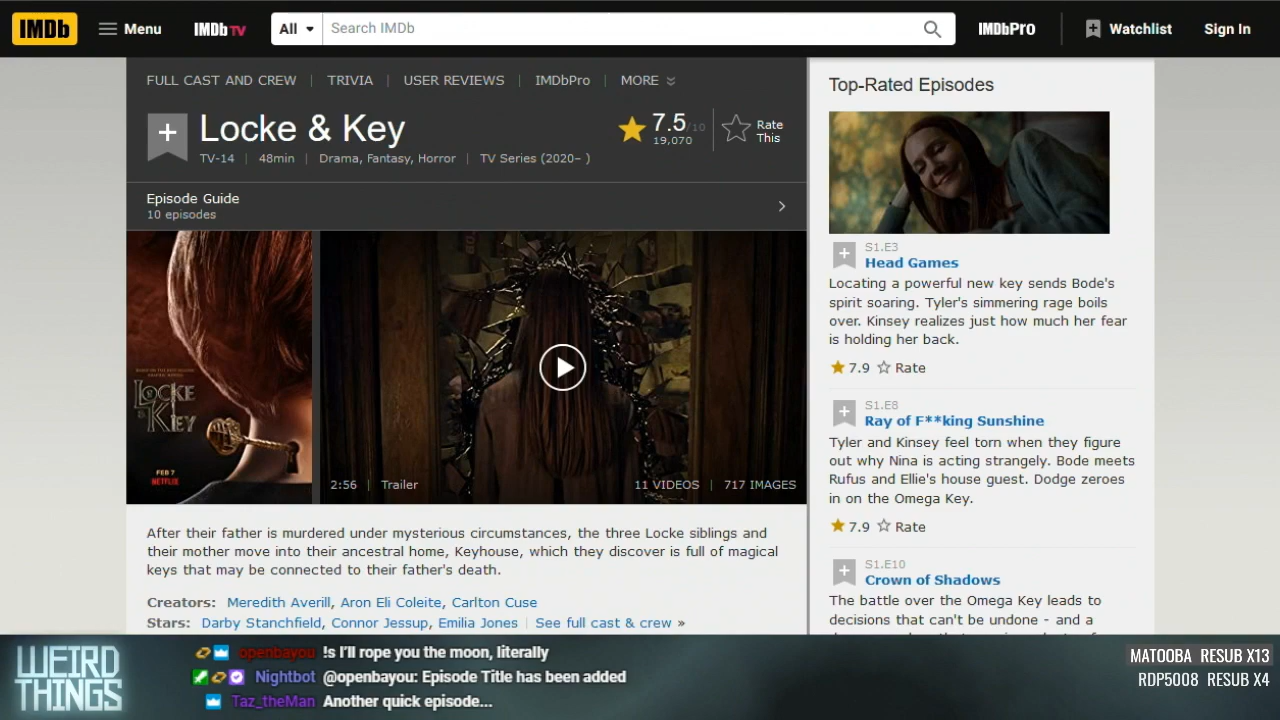 IMDb
Menu
IMDb TV
All
Search IMDb
IMDbPro
Watchlist
Sign In
FULL CAST AND CREW | TRIVIA | USER REVIEWS | IMDbPro | MORE
Locke & Key
7.5/10
19,070
Rate This
TV-14 | 48min | Drama, Fantasy, Horror | TV Series (2020– )
Episode Guide
10 episodes
LOCKE & KEY
FEB 7
NETFLIX
2:56 | Trailer
11 VIDEOS | 717 IMAGES
After their father is murdered under mysterious circumstances, the three Locke siblings and
their mother move into their ancestral home, Keyhouse, which they discover is full of magical
keys that may be connected to their father's death.
Creators: Meredith Averill, Aron Eli Coleite, Carlton Cuse
Stars: Darby Stanchfield, Connor Jessup, Emilia Jones | See full cast & crew »
Top-Rated Episodes
S1.E3
Head Games
Locating a powerful new key sends Bode's
spirit soaring. Tyler's simmering rage boils
over. Kinsey realizes just how much her fear
is holding her back.
7.9 Rate
S1.E8
Ray of F**king Sunshine
Tyler and Kinsey feel torn when they figure
out why Nina is acting strangely. Bode meets
Rufus and Ellie's house guest. Dodge zeroes
in on the Omega Key.
7.9 Rate
S1.E10
Crown of Shadows
The battle over the Omega Key leads to
decisions that can't be undone - and a
WEIRD THINGS
openbayou !s I'll rope you the moon, literally
Nightbot: @openbayou: Episode Title has been added
Taz_theMan Another quick episode...
MATOOBA RESUB X13
RDP5008 RESUB X4